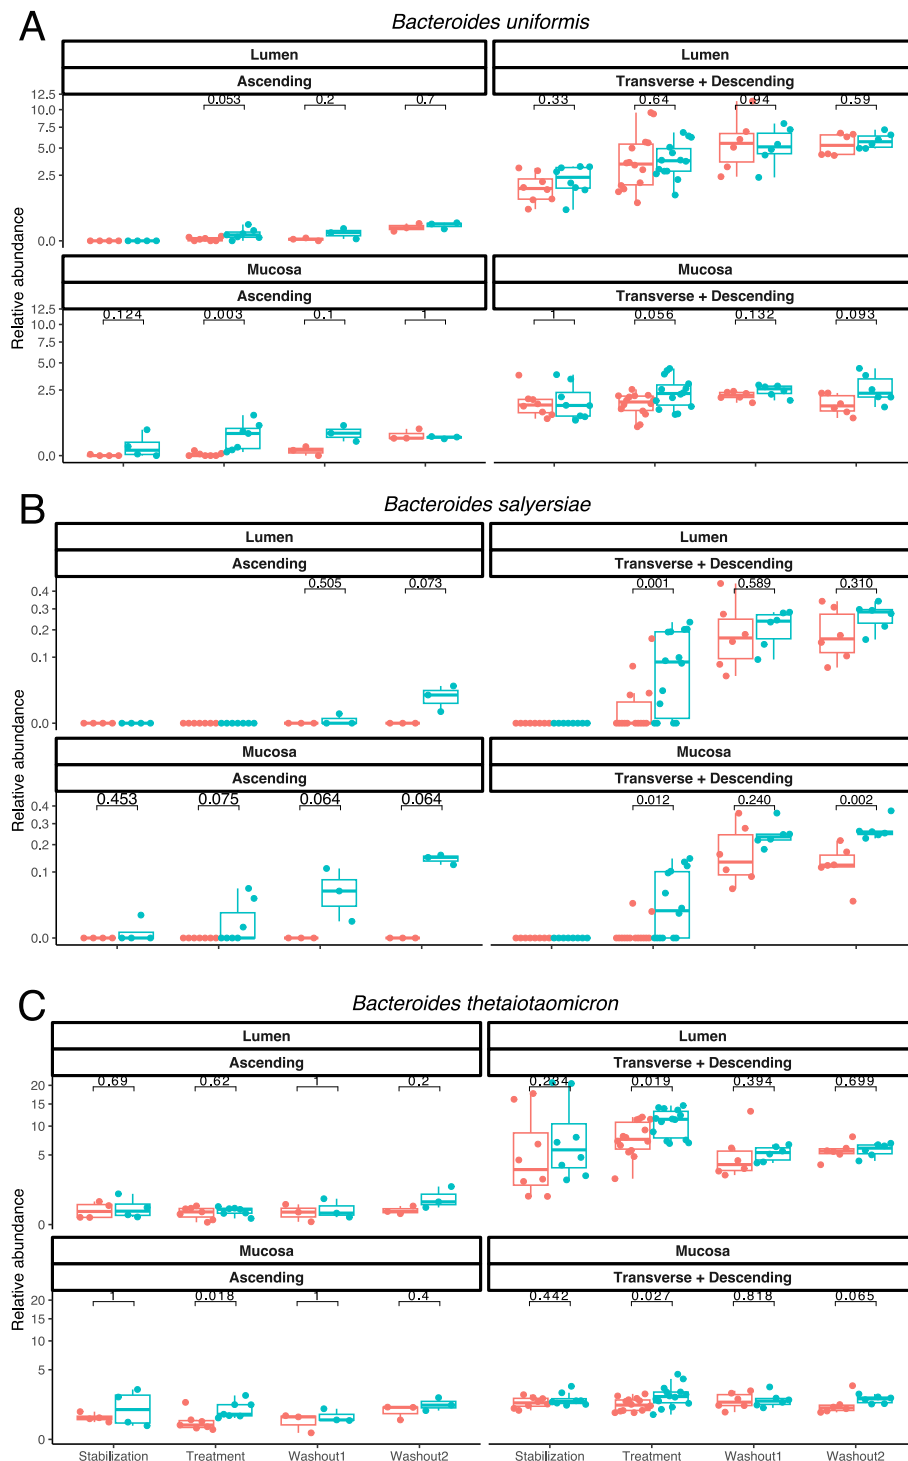 A
Bacteroides uniformis
Lumen
Lumen
Ascending
Transverse + Descending
0.053 0.2 0.7
0.33 0.64 0.94 0.59
12.5
10.0
7.5
5.0
2.5
0.0
Relative abundance
Mucosa
Mucosa
Ascending
Transverse + Descending
0.124 0.003 0.1 1
1 0.056 0.132 0.093
12.5
10.0
7.5
5.0
2.5
0.0
B
Bacteroides salyersiae
Lumen
Lumen
Ascending
Transverse + Descending
0.505 0.073
0.001 0.589 0.310
0.4
0.3
0.2
0.1
0.0
Relative abundance
Mucosa
Mucosa
Ascending
Transverse + Descending
0.453 0.075 0.064 0.064
0.012 0.240 0.002
0.4
0.3
0.2
0.1
0.0
C
Bacteroides thetaiotaomicron
Lumen
Lumen
Ascending
Transverse + Descending
0.69 0.62 1 0.2
0.234 0.019 0.394 0.699
20
15
10
5
0
Relative abundance
Mucosa
Mucosa
Ascending
Transverse + Descending
1 0.018 1 0.4
0.442 0.027 0.818 0.065
20
15
10
5
0
Stabilization Treatment Washout1 Washout2
Stabilization Treatment Washout1 Washout2